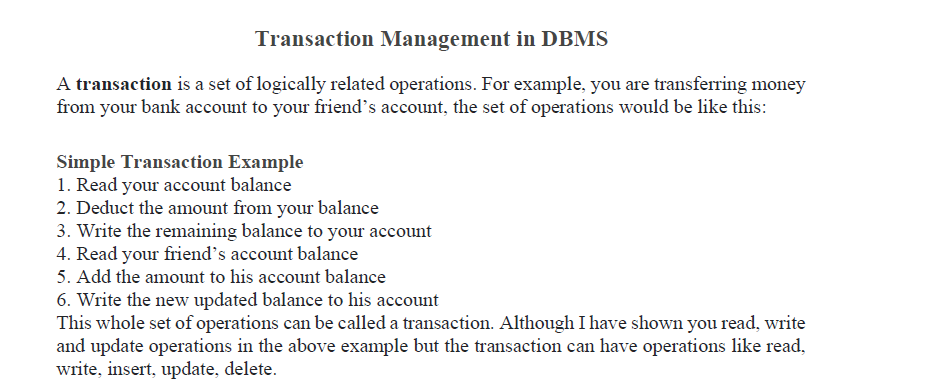 Transaction Management in DBMS
A transaction is a set of logically related operations. For example, you are transferring money
from your bank account to your friend’s account, the set of operations would be like this:
Simple Transaction Example
1. Read your account balance
2. Deduct the amount from your balance
3. Write the remaining balance to your account
4. Read your friend’s account balance
5. Add the amount to his account balance
6. Write the new updated balance to his account
This whole set of operations can be called a transaction. Although I have shown you read, write
and update operations in the above example but the transaction can have operations like read,
write, insert, update, delete.